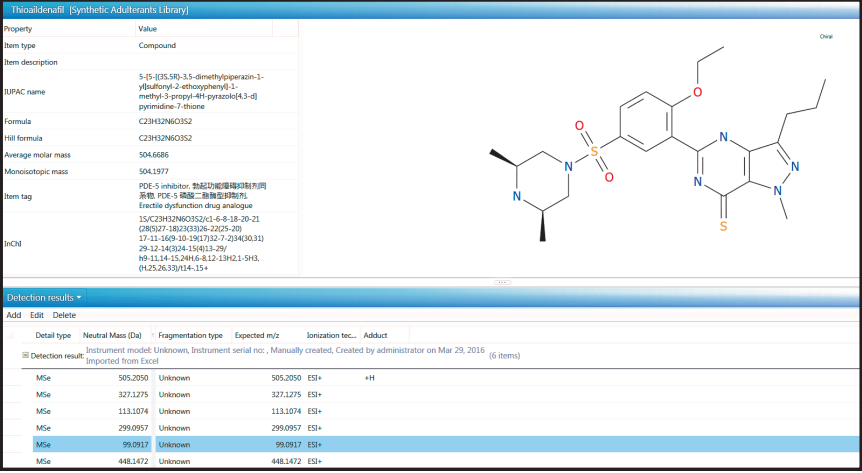 Thioaildenafil [Synthetic Adulterants Library]
Property Value
Item type Compound
Item description
IUPAC name 5-[5-[(3S,5R)-3,5-dimethylpiperazin-1-
yl]sulfonyl-2-ethoxyphenyl]-1-
methyl-3-propyl-4H-pyrazolo[4,3-d]
pyrimidine-7-thione
Formula C23H32N6O3S2
Hill formula C23H32N6O3S2
Average molar mass 504.6686
Monoisotopic mass 504.1977
Item tag PDE-5 inhibitor, 勃起功能障碍抑制剂同
系物, PDE-5 磷酸二酯酶型抑制剂,
Erectile dysfunction drug analogue
InChI 1S/C23H32N6O3S2/c1-6-8-18-20-21
(28(5)27-18)23(33)26-22(25-20)
17-11-16(9-10-19(17)32-7-2)34(30,31)
29-12-14(3)24-15(4)13-29/
h9-11,14-15,24H,6-8,12-13H2,1-5H3,
(H,25,26,33)/t14-,15+
Chiral
O
O
S
O
N
N
N
N
N
N
S
Detection results
Add Edit Delete
Detail type Neutral Mass (Da) Fragmentation type Expected m/z Ionization tec... Adduct
Detection result: Instrument model: Unknown, Instrument serial no: , Manually created, Created by administrator on Mar 29, 2016
Imported from Excel (6 items)
MSe 505.2050 Unknown 505.2050 ESI+ +H
MSe 327.1275 Unknown 327.1275 ESI+
MSe 113.1074 Unknown 113.1074 ESI+
MSe 299.0957 Unknown 299.0957 ESI+
MSe 99.0917 Unknown 99.0917 ESI+
MSe 448.1472 Unknown 448.1472 ESI+